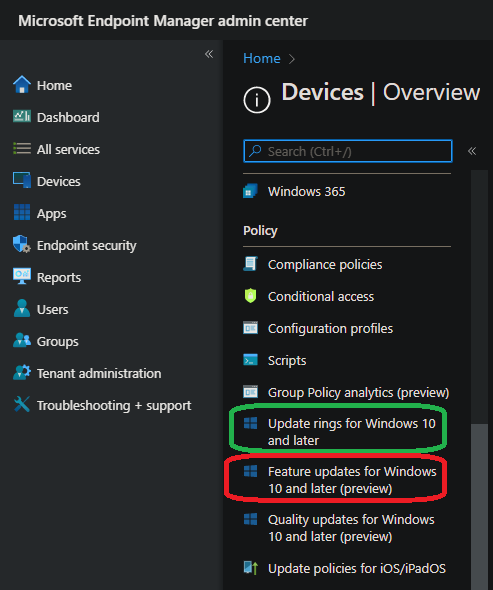 Microsoft Endpoint Manager admin center
«
Home
Dashboard
All services
Devices
Apps
Endpoint security
Reports
Users
Groups
Tenant administration
Troubleshooting + support
Home >
Devices | Overview
Search (Ctrl+/)
«
Windows 365
Policy
Compliance policies
Conditional access
Configuration profiles
Scripts
Group Policy analytics (preview)
Update rings for Windows 10
and later
Feature updates for Windows
10 and later (preview)
Quality updates for Windows
10 and later (preview)
Update policies for iOS/iPadOS